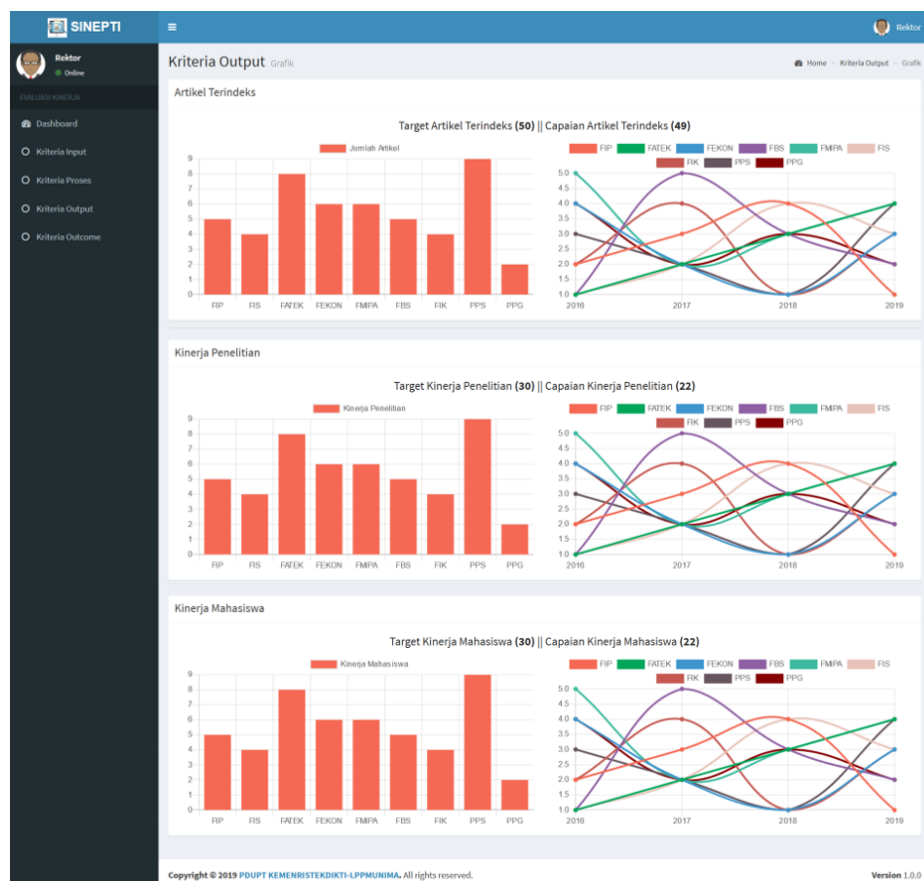 SINEPTI
Rektor
Rektor
Online
EVALUASI KINERJA
Dashboard
Kriteria Input
Kriteria Proses
Kriteria Output
Kriteria Outcome
Kriteria Output Grafik
Home > Kriteria Output > Grafik
Artikel Terindeks
Target Artikel Terindeks (50) || Capaian Artikel Terindeks (49)
Jumlah Artikel
9
8
7
6
5
4
3
2
1
0
FIP FIS FATEK FEKON FMIPA FBS FIK PPS PPG
FIP FATEK FEKON FBS FMIPA FIS
FIK PPS PPG
5.0
4.5
4.0
3.5
3.0
2.5
2.0
1.5
1.0
2016 2017 2018 2019
Kinerja Penelitian
Target Kinerja Penelitian (30) || Capaian Kinerja Penelitian (22)
Kinerja Penelitian
9
8
7
6
5
4
3
2
1
0
FIP FIS FATEK FEKON FMIPA FBS FIK PPS PPG
FIP FATEK FEKON FBS FMIPA FIS
FIK PPS PPG
5.0
4.5
4.0
3.5
3.0
2.5
2.0
1.5
1.0
2016 2017 2018 2019
Kinerja Mahasiswa
Target Kinerja Mahasiswa (30) || Capaian Kinerja Mahasiswa (22)
Kinerja Mahasiswa
9
8
7
6
5
4
3
2
1
0
FIP FIS FATEK FEKON FMIPA FBS FIK PPS PPG
FIP FATEK FEKON FBS FMIPA FIS
FIK PPS PPG
5.0
4.5
4.0
3.5
3.0
2.5
2.0
1.5
1.0
2016 2017 2018 2019
Copyright © 2019 PDUPT KEMENRISTEKDIKTI-LPPMUNIMA. All rights reserved.
Version 1.0.0